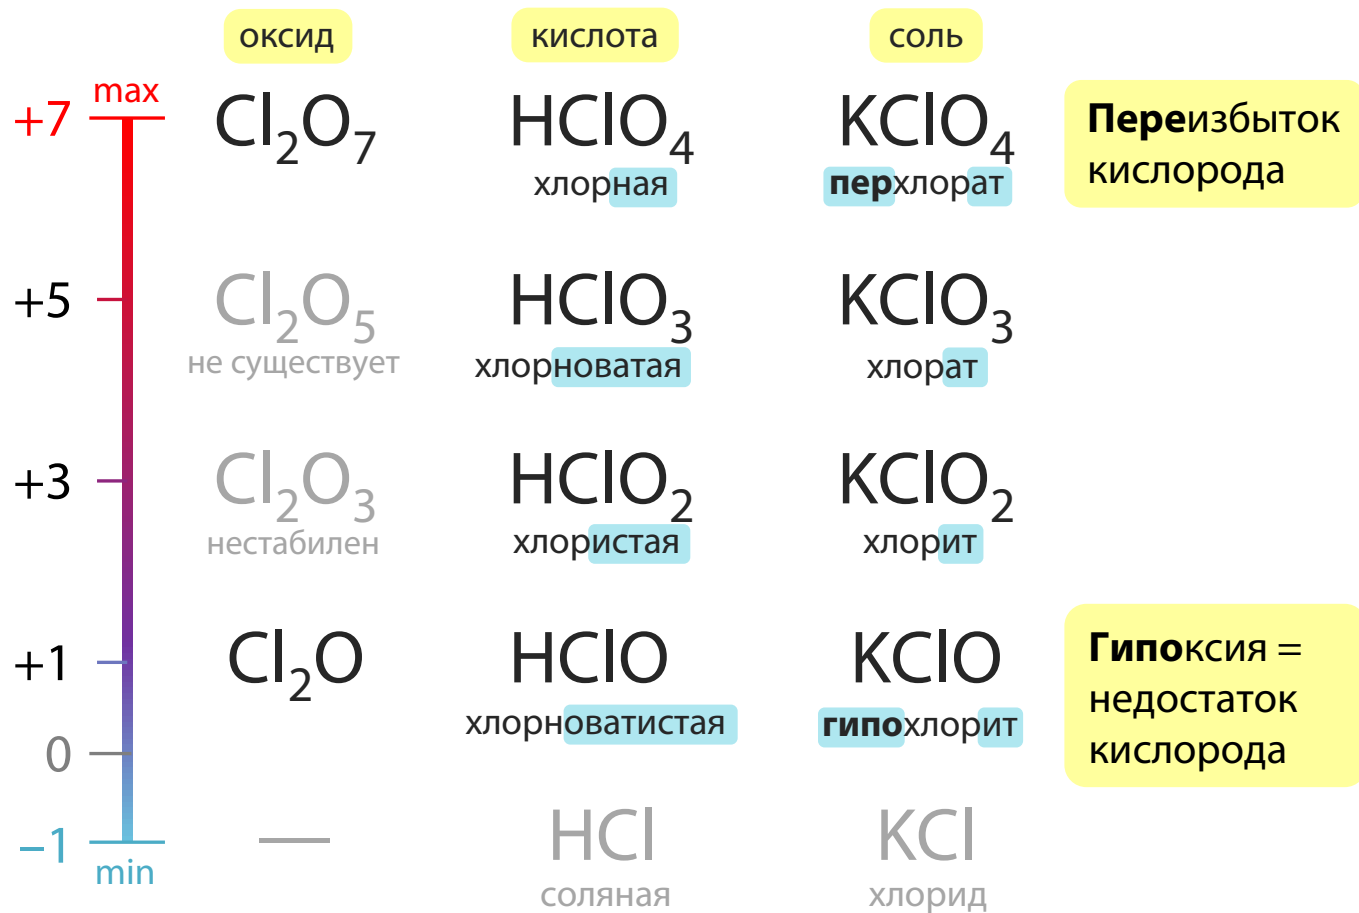 оксид кислота соль
max
+7 Cl₂O₇ HClO₄ KClO₄ Переизбыток
хлорная перхлорат кислорода
+5 Cl₂O₅ HClO₃ KClO₃
не существует хлорноватая хлорат
+3 Cl₂O₃ HClO₂ KClO₂
нестабилен хлористая хлорит
+1 Cl₂O HClO KClO Гипоксия =
хлорноватистая гипохлорит недостаток
0 кислорода
−1 — HCl KCl
min соляная хлорид